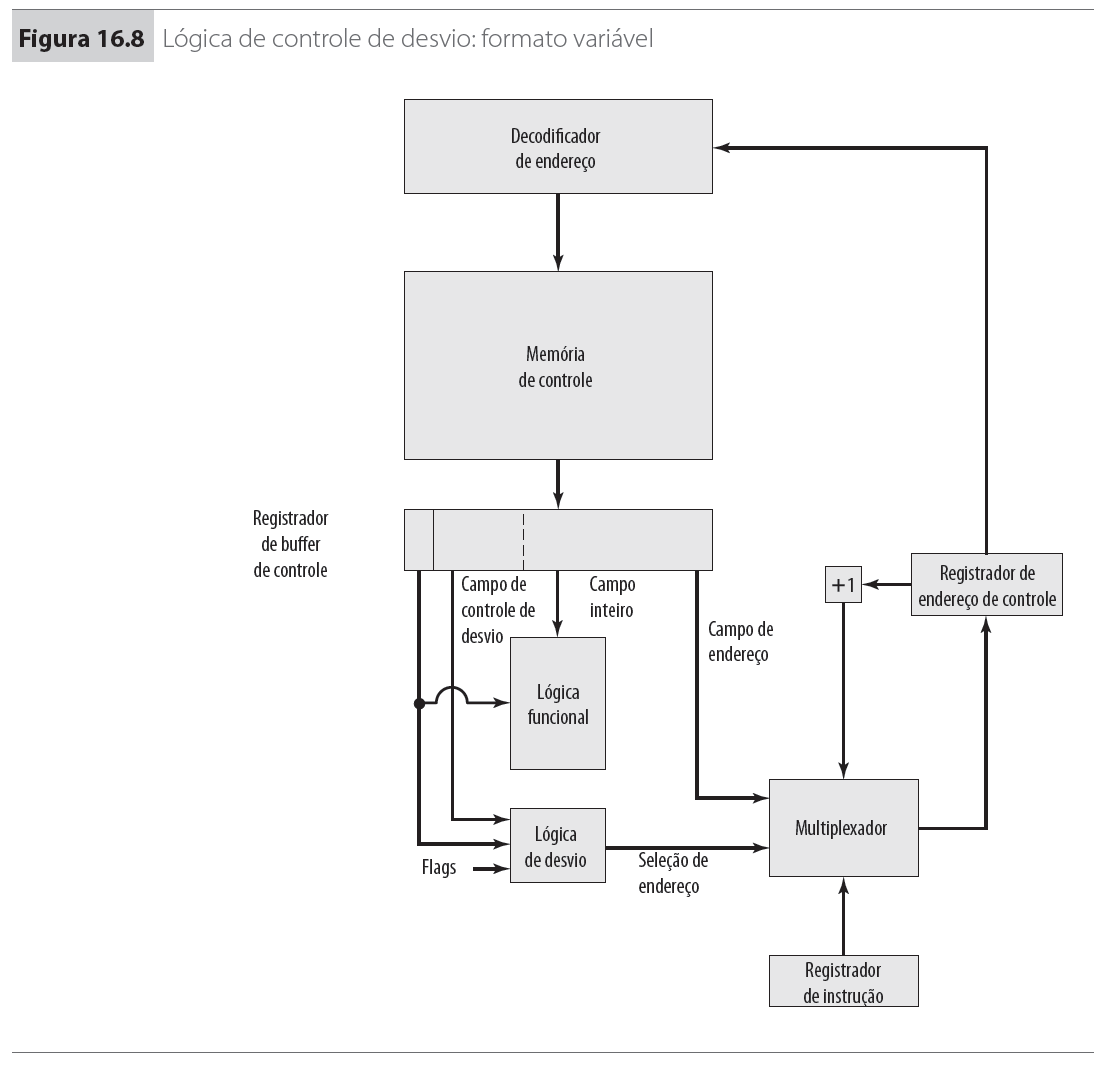 Figura 16.8 Lógica de controle de desvio: formato variável
Decodificador
de endereço
Memória
de controle
Registrador
de buffer
de controle
Campo de
controle de
desvio
Campo
inteiro
Campo de
endereço
+1
Registrador de
endereço de controle
Lógica
funcional
Lógica
de desvio
Flags
Seleção de
endereço
Multiplexador
Registrador
de instrução